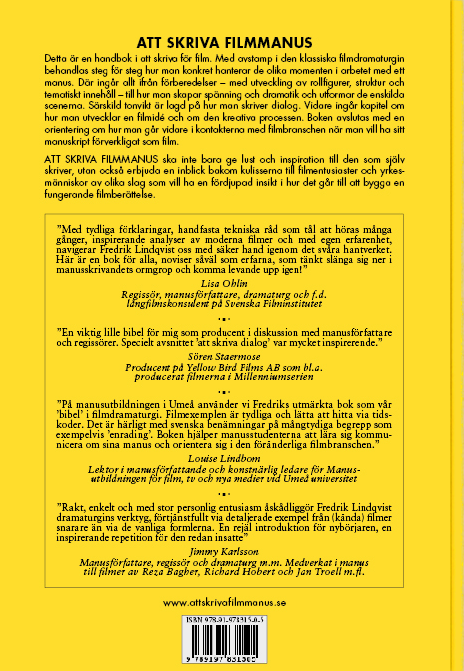 ATT SKRIVA FILMMANUS
Detta är en handbok i att skriva för film. Med avstamp i den klassiska filmdramaturgin
behandlas steg för steg hur man konkret hanterar de olika momenten i arbetet med ett
manus. Där ingår allt ifrån förberedelser – med utveckling av rollfigurer, struktur och
tematiskt innehåll – till hur man skapar spänning och dramatik och utformar de enskilda
scenerna. Särskild tonvikt är lagd på hur man skriver dialog. Vidare ingår kapitel om
hur man utvecklar en filmidé och om den kreativa processen. Boken avslutas med en
orientering om hur man går vidare i kontakterna med filmbranschen när man vill ha sitt
manuskript förverkligat som film.
ATT SKRIVA FILMMANUS ska inte bara ge lust och inspiration till den som själv
skriver, utan också erbjuda en inblick bakom kulisserna till filmentusiaster och yrkes-
människor av olika slag som vill ha en fördjupad insikt i hur det går till att bygga en
fungerande filmberättelse.
”Med tydliga förklaringar, handfasta tekniska råd som tål att höras många
gånger, inspirerande analyser av moderna filmer och med egen erfarenhet,
navigerar Fredrik Lindqvist oss med säker hand igenom det svåra hantverket.
Här är en bok för alla, noviser såväl som erfarna, som tänkt slänga sig ner i
manusskrivandets ormgrop och komma levande upp igen!”
Lisa Ohlin
Regissör, manusförfattare, dramaturg och f.d.
långfilmskonsulent på Svenska Filminstitutet
”En viktig lille bibel för mig som producent i diskussion med manusförfattare
och regissörer. Specielt avsnittet ’att skriva dialog’ var mycket inspirerende.”
Sören Staermose
Producent på Yellow Bird Films AB som bl.a.
producerat filmerna i Millenniumserien
”På manusutbildningen i Umeå använder vi Fredriks utmärkta bok som vår
’bibel’ i filmdramaturgi. Filmexemplen är tydliga och lätta att hitta via tids-
koder. Det är härligt med svenska benämningar på mångtydiga begrepp som
exempelvis ’enrading’. Boken hjälper manusstudenterna att lära sig kommu-
nicera om sina manus och orientera sig i den föränderliga filmbranschen.”
Louise Lindbom
Lektor i manusförfattande och konstnärlig ledare för Manus-
utbildningen för film, tv och nya medier vid Umeå universitet
”Rakt, enkelt och med stor personlig entusiasm åskådliggör Fredrik Lindqvist
dramaturgins verktyg, förtjänstfullt via detaljerade exempel från (kända) filmer
snarare än via de vanliga formlerna. En rejäl introduktion för nybörjaren, en
inspirerande repetition för den redan insatte”
Jimmy Karlsson
Manusförfattare, regissör och dramaturg m.m. Medverkat i manus
till filmer av Reza Bagher, Richard Hobert och Jan Troell m.fl.
www.attskrivafilmmanus.se
ISBN 978-91-978315-0-5
9 789197 831505